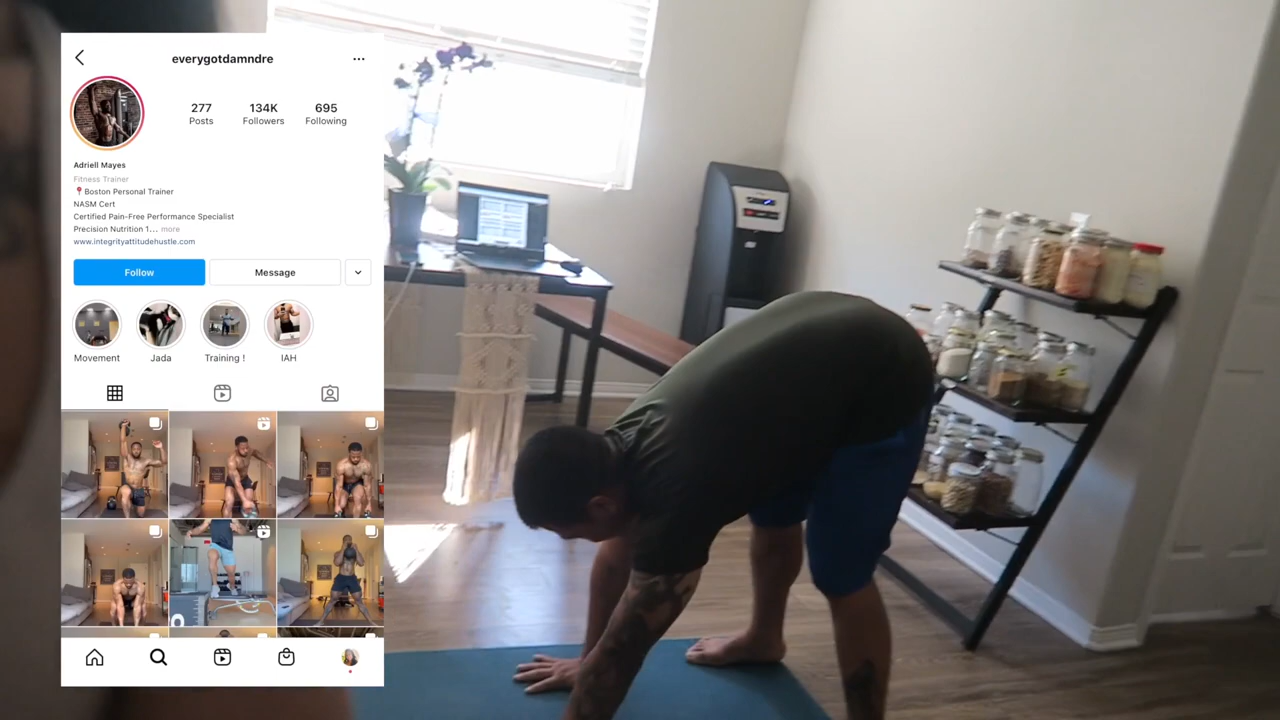 everygotdamndre
277
134K
695
Posts
Followers
Following
Adriell Mayes
Fitness Trainer
📍Boston Personal Trainer
NASM Cert
Certified Pain-Free Performance Specialist
Precision Nutrition 1... more
www.integrityattitudehustle.com
Follow
Message
Movement
Jada
Training !
IAH